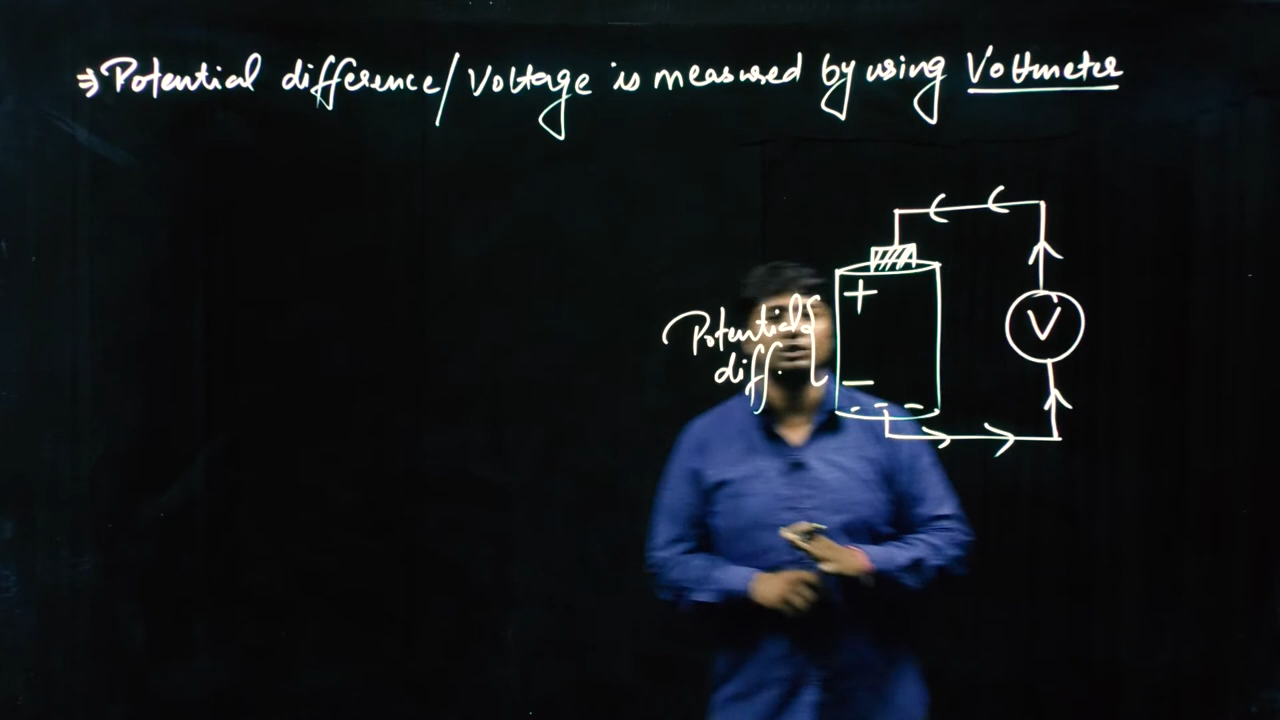 ⇒ Potential difference/Voltage is measured by using Voltmeter
+
V
Potential
diff.
−
- - -